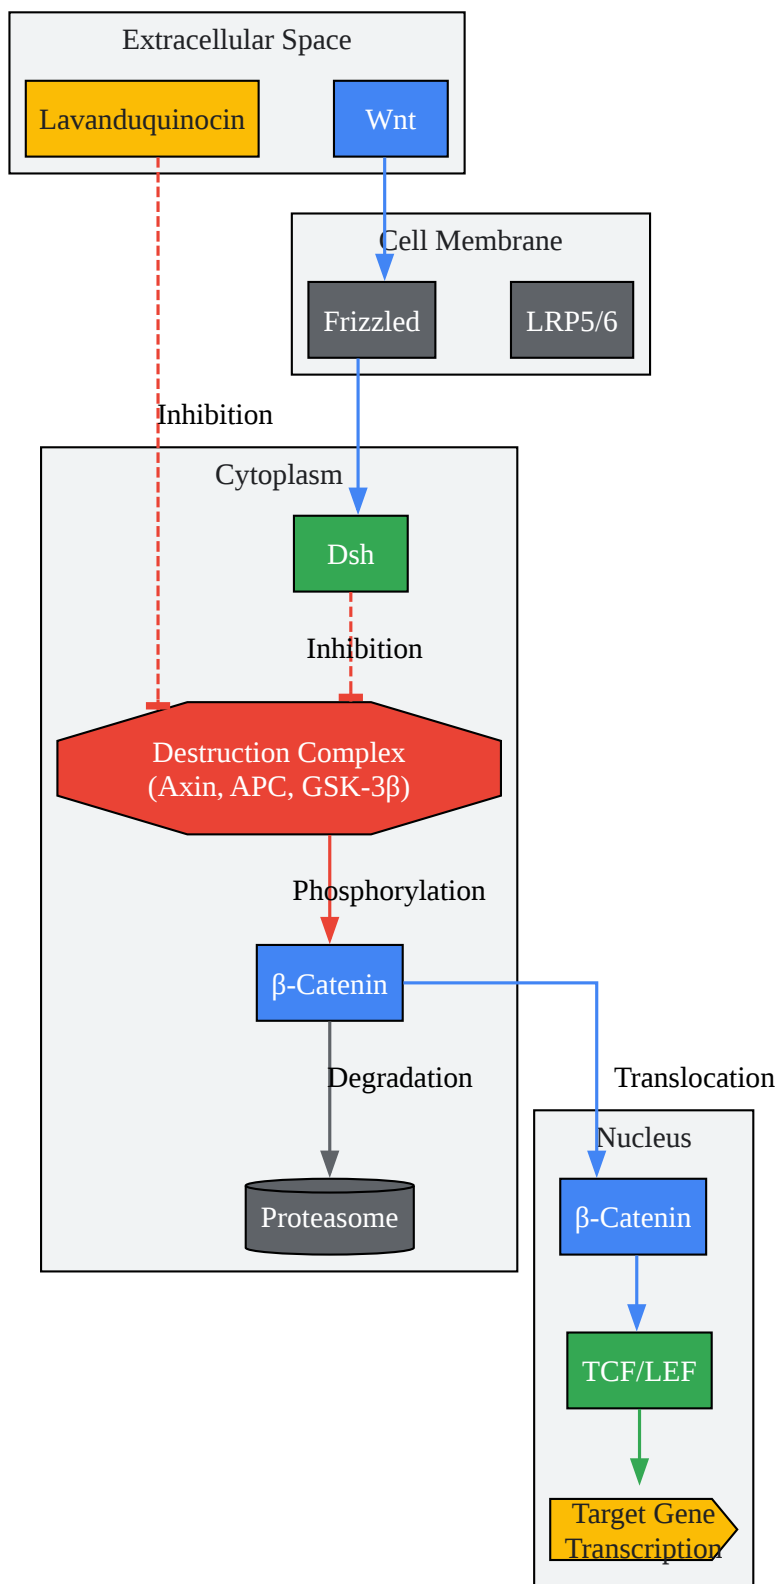 Extracellular Space
Lavanduquinocin
Wnt
Cell Membrane
Frizzled
LRP5/6
Inhibition
Cytoplasm
Dsh
Inhibition
Destruction Complex
(Axin, APC, GSK-3β)
Phosphorylation
β-Catenin
Degradation
Translocation
Nucleus
Proteasome
β-Catenin
TCF/LEF
Target Gene
Transcription